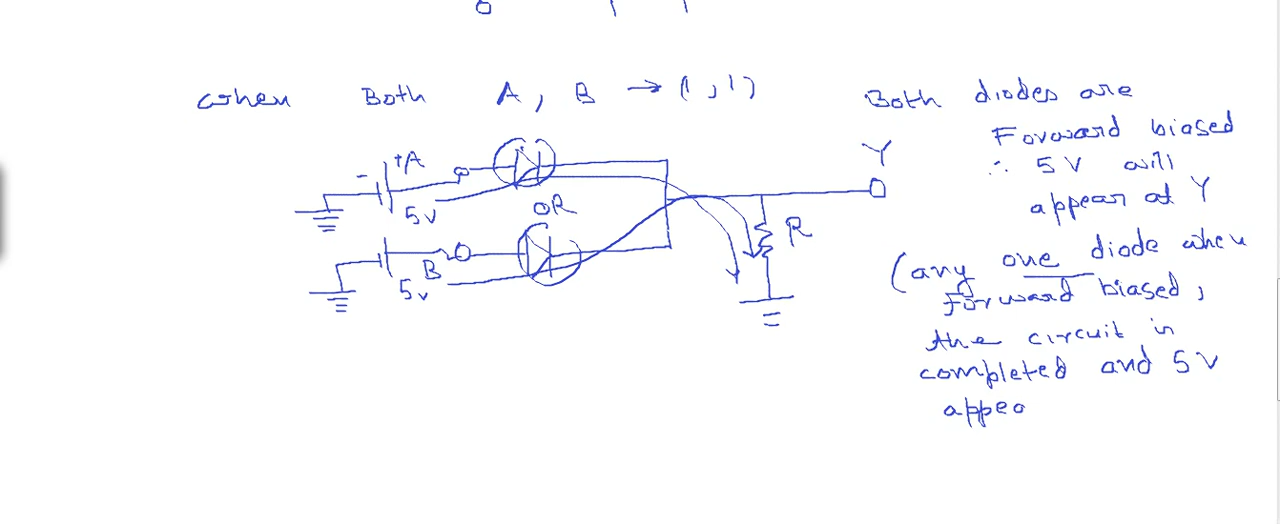 when Both A, B → (1,1)
Both diodes are
Forward biased
∴ 5V will
appear at Y
(any one diode when
forward biased,
the circuit is
completed and 5V
appea
Y
- +A
5v
OR
R
B
5v